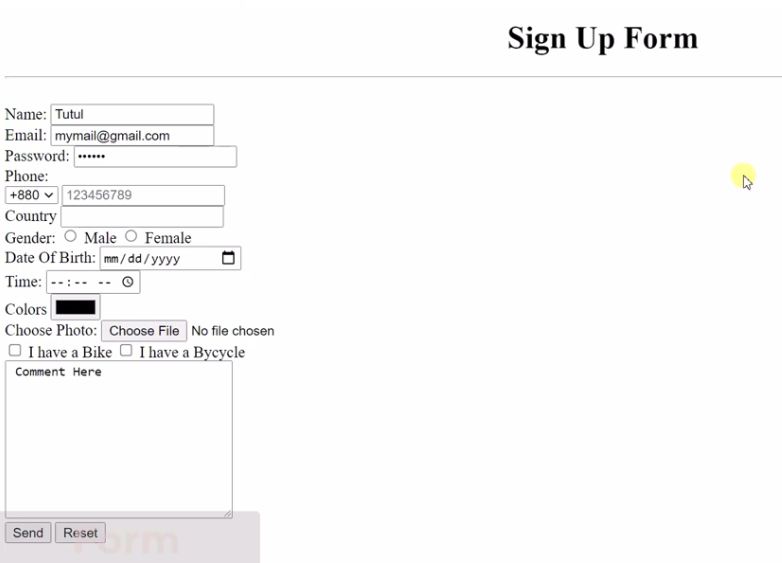 Sign Up Form
Name: Tutul
Email: mymail@gmail.com
Password: ••••••
Phone:
+880 123456789
Country
Gender: Male Female
Date Of Birth: mm/dd/yyyy
Time: --:-- --
Colors
Choose Photo: Choose File No file chosen
I have a Bike I have a Bycycle
Comment Here
Send Reset
Form